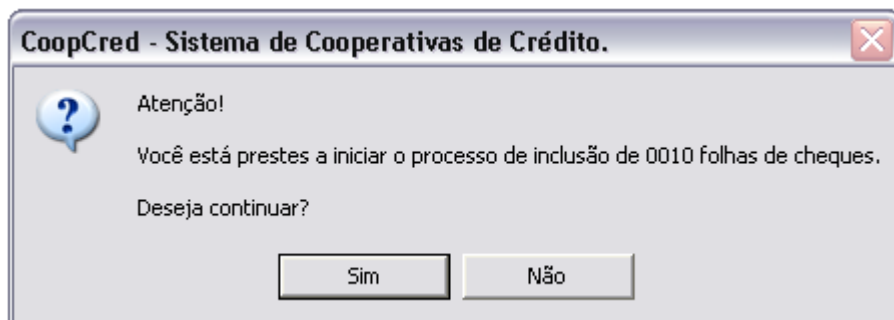 CoopCred - Sistema de Cooperativas de Crédito.
Atenção!
Você está prestes a iniciar o processo de inclusão de 0010 folhas de cheques.
Deseja continuar?
Sim Não